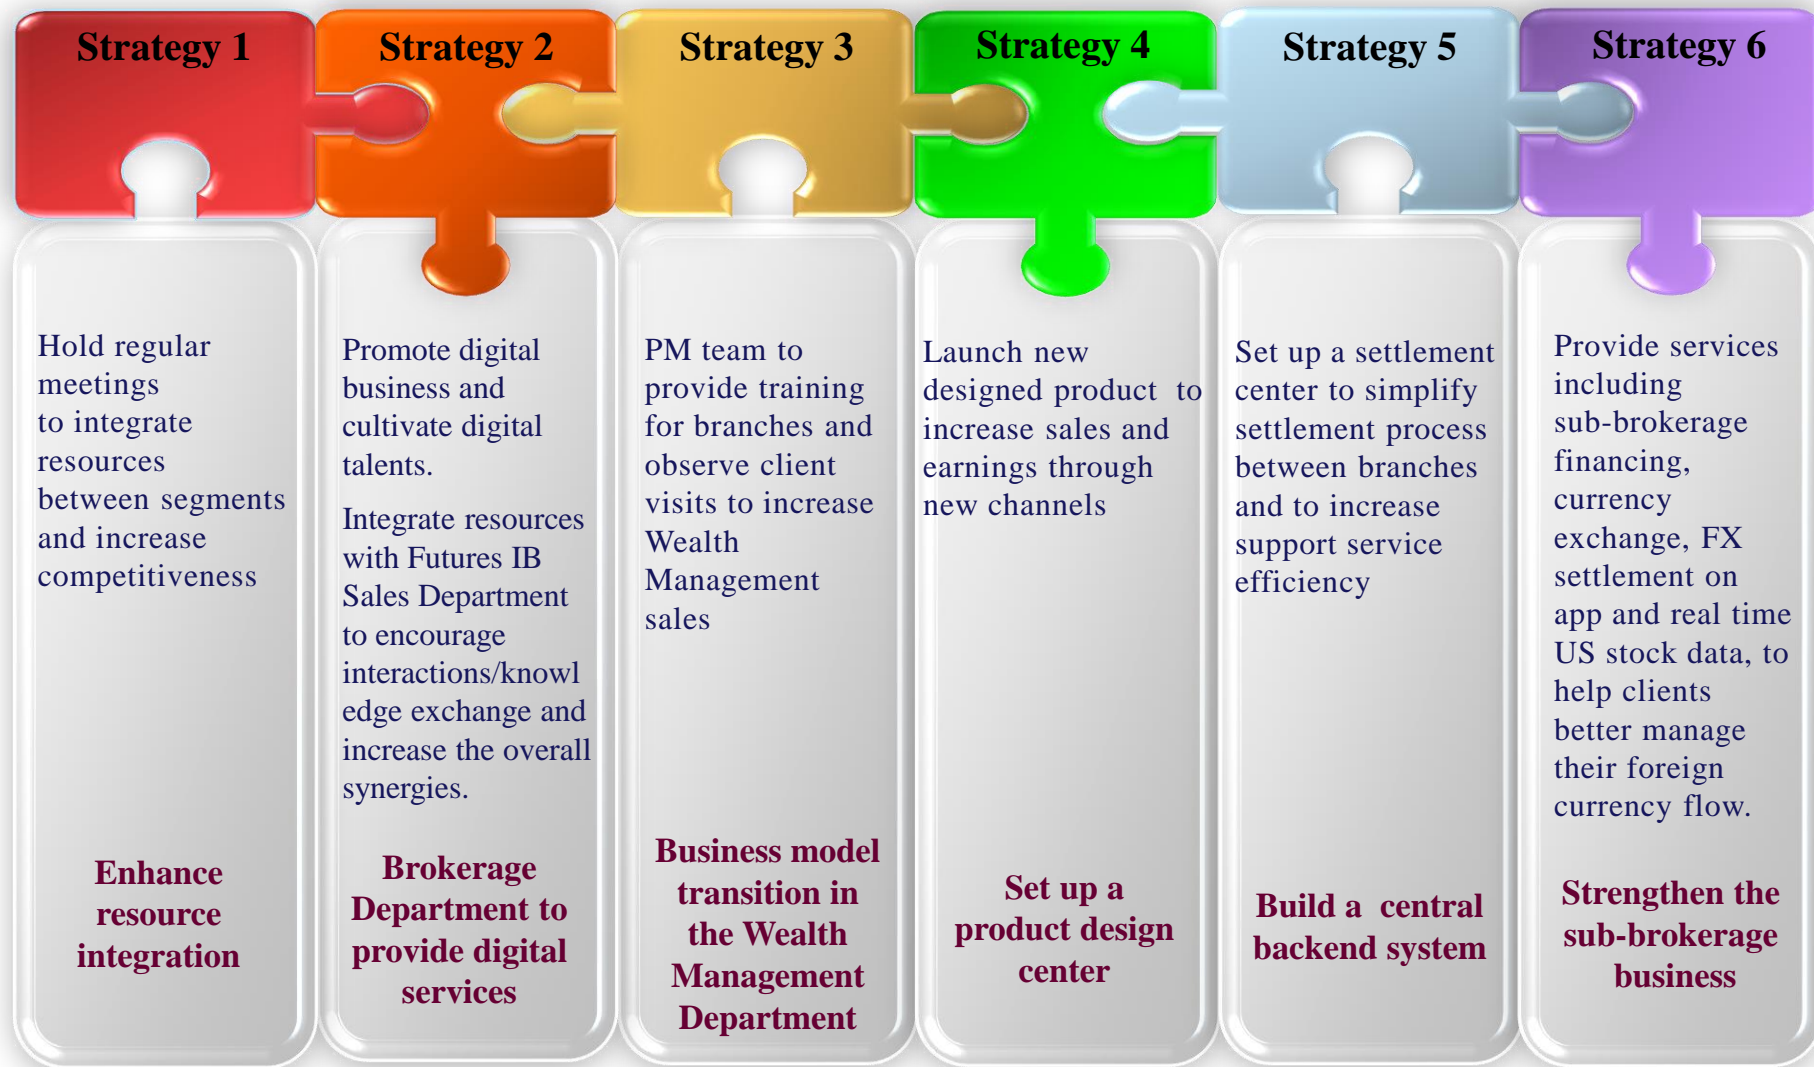 Strategy 1
Hold regular
meetings
to integrate
resources
between segments
and increase
competitiveness
Enhance
resource
integration
Strategy 2
Promote digital
business and
cultivate digital
talents.
Integrate resources
with Futures IB
Sales Department
to encourage
interactions/knowl
edge exchange and
increase the overall
synergies.
Brokerage
Department to
provide digital
services
Strategy 3
PM team to
provide training
for branches and
observe client
visits to increase
Wealth
Management
sales
Business model
transition in
the Wealth
Management
Department
Strategy 4
Launch new
designed product  to
increase sales and
earnings through
new channels
Set up a
product design
center
Strategy 5
Set up a settlement
center to simplify
settlement process
between branches
and to increase
support service
efficiency
Build a  central
backend system
Strategy 6
Provide services
including
sub-brokerage
financing,
currency
exchange, FX
settlement on
app and real time
US stock data, to
help clients
better manage
their foreign
currency flow.
Strengthen the
sub-brokerage
business